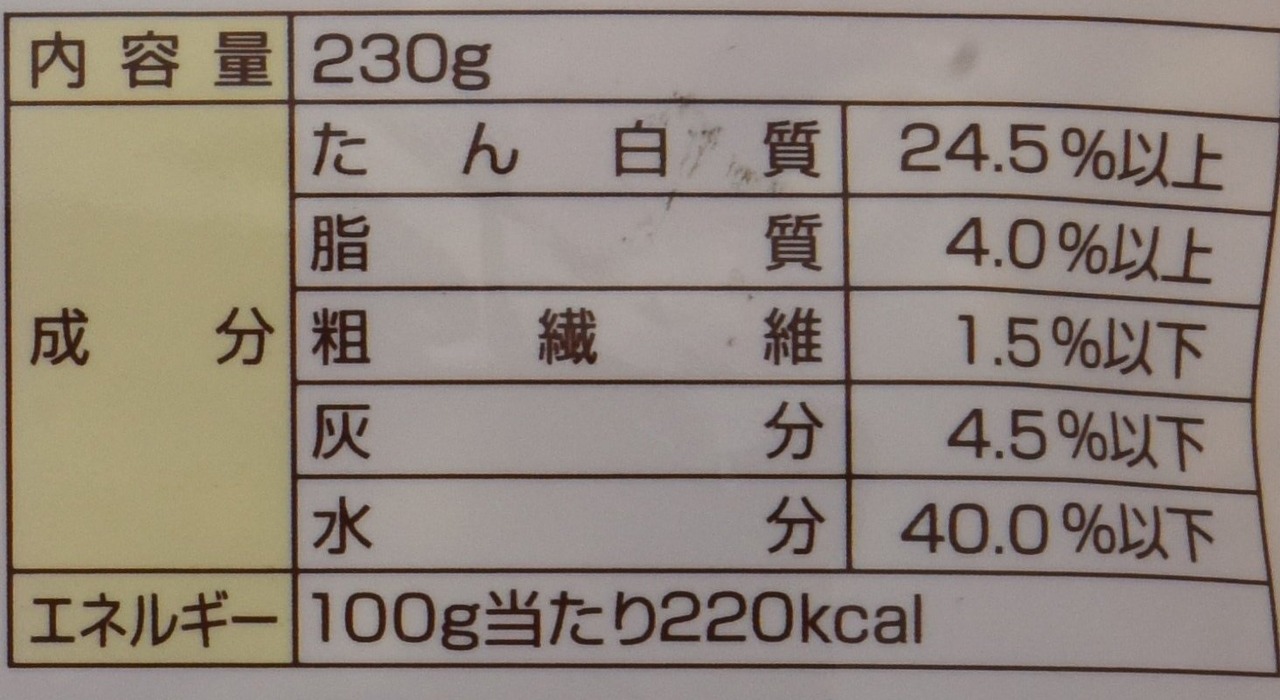 内容量 230g
成分 たん白質 24.5%以上
脂質 4.0%以上
粗繊維 1.5%以下
灰分 4.5%以下
水分 40.0%以下
エネルギー 100g当たり220kcal